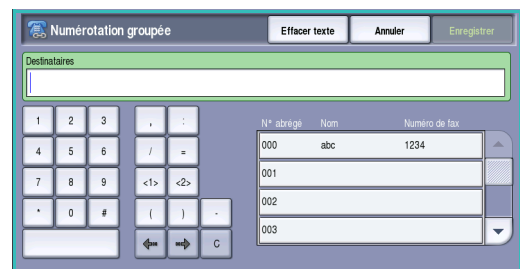 Numérotation groupée
Effacer texte
Annuler
Enregistrer
Destinataires
1 2 3 , :
4 5 6 / =
7 8 9 <1> <2>
* 0 # ( ) -
C
N° abrégé Nom Numéro de fax
000 abc 1234
001
002
003